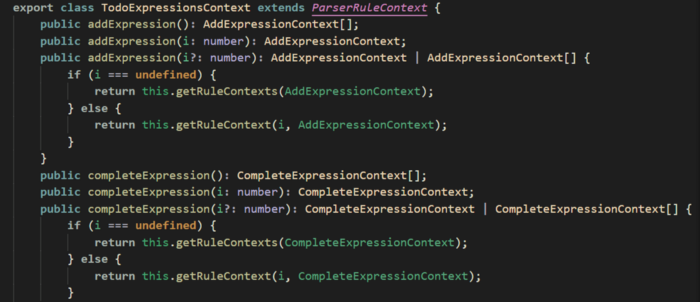 export class TodoExpressionsContext extends ParserRuleContext {
public addExpression(): AddExpressionContext[];
public addExpression(i: number): AddExpressionContext;
public addExpression(i?: number): AddExpressionContext | AddExpressionContext[] {
if (i === undefined) {
return this.getRuleContexts(AddExpressionContext);
} else {
return this.getRuleContext(i, AddExpressionContext);
}
}
public completeExpression(): CompleteExpressionContext[];
public completeExpression(i: number): CompleteExpressionContext;
public completeExpression(i?: number): CompleteExpressionContext | CompleteExpressionContext[] {
if (i === undefined) {
return this.getRuleContexts(CompleteExpressionContext);
} else {
return this.getRuleContext(i, CompleteExpressionContext);
}